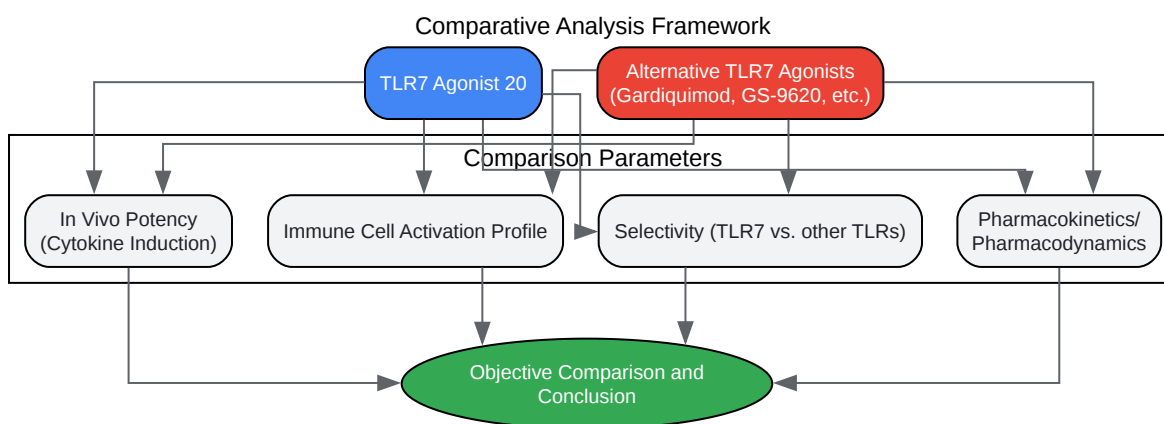 Comparative Analysis Framework
TLR7 Agonist 20
Alternative TLR7 Agonists
(Gardiquimod, GS-9620, etc.)
Comparison Parameters
In Vivo Potency
(Cytokine Induction)
Immune Cell Activation Profile
Selectivity (TLR7 vs. other TLRs)
Pharmacokinetics/
Pharmacodynamics
Objective Comparison and
Conclusion